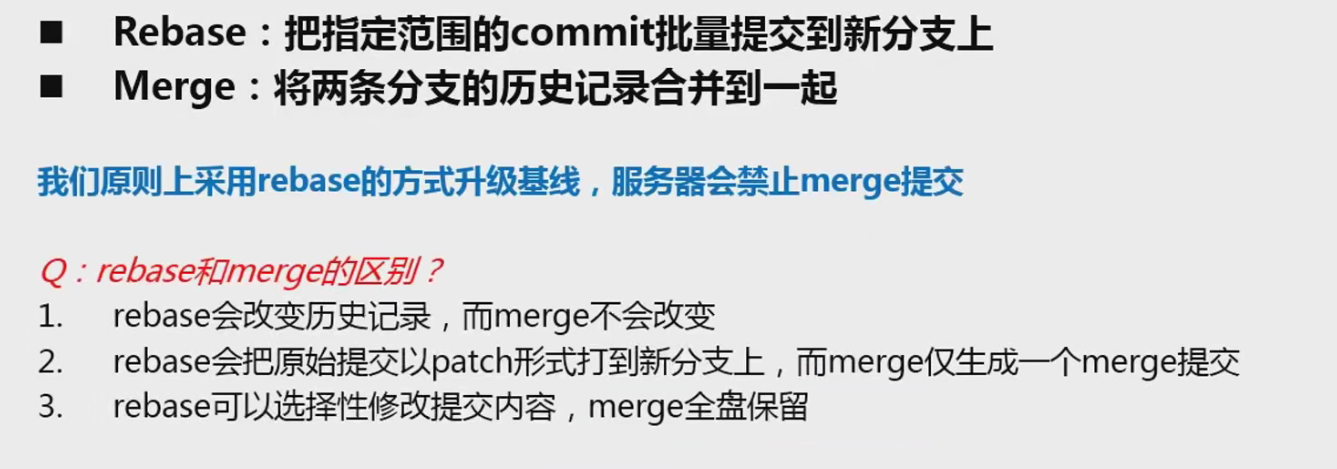 ■ Rebase：把指定范围的commit批量提交到新分支上
■ Merge：将两条分支的历史记录合并到一起
我们原则上采用rebase的方式升级基线，服务器会禁止merge提交
Q：rebase和merge的区别？
1. rebase会改变历史记录，而merge不会改变
2. rebase会把原始提交以patch形式打到新分支上，而merge仅生成一个merge提交
3. rebase可以选择性修改提交内容，merge全盘保留